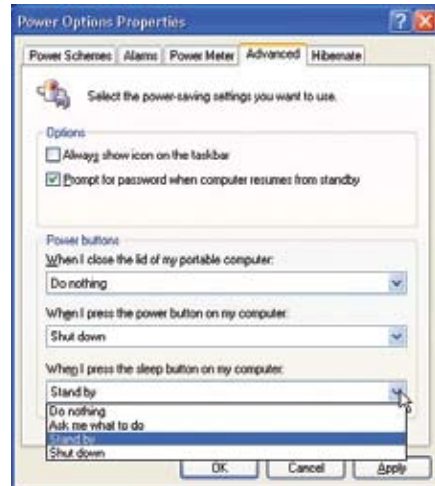 Power Options Properties
Power Schemes Alarms Power Meter Advanced Hibernate
Select the power-saving settings you want to use.
Options
Always show icon on the taskbar
Prompt for password when computer resumes from standby
Power buttons
When I close the lid of my portable computer:
Do nothing
When I press the power button on my computer:
Shut down
When I press the sleep button on my computer:
Stand by
Do nothing
Ask me what to do
Stand by
Shut down
OK Cancel Apply